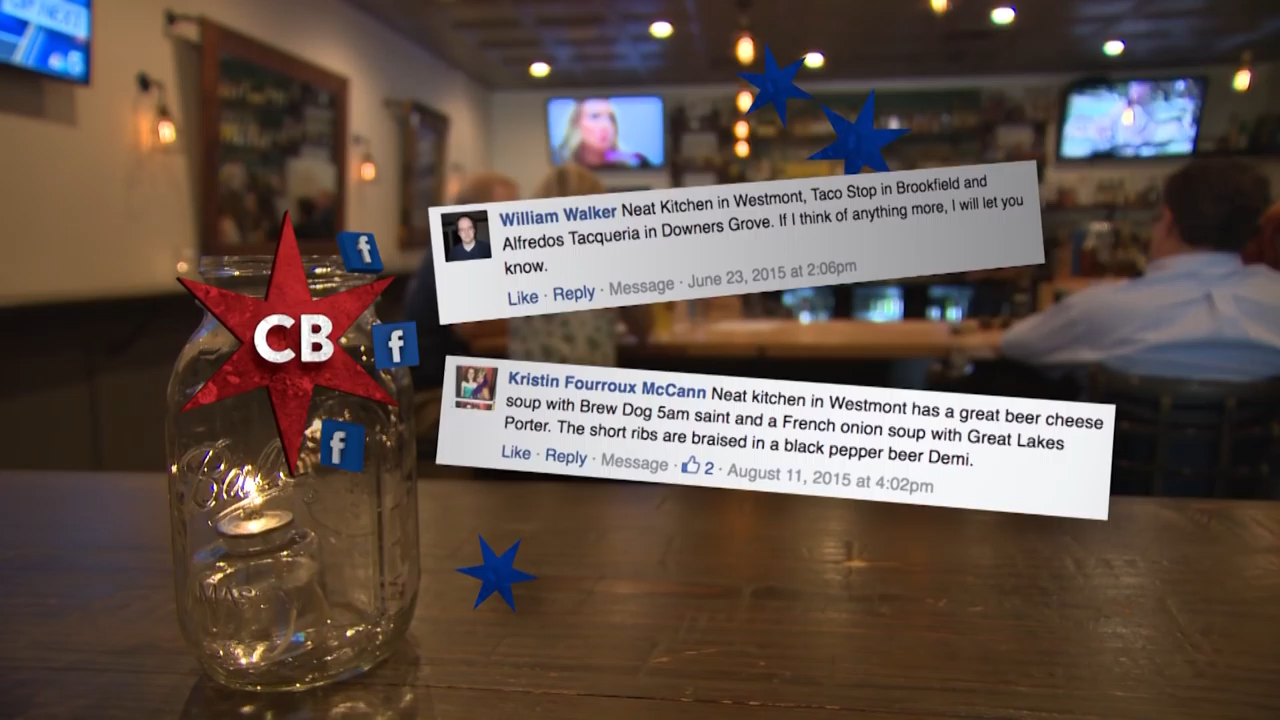 William Walker Neat Kitchen in Westmont, Taco Stop in Brookfield and
Alfredos Tacqueria in Downers Grove. If I think of anything more, I will let you
know.
Like · Reply · Message · June 23, 2015 at 2:06pm
CB
f
f
f
Kristin Fourroux McCann Neat kitchen in Westmont has a great beer cheese
soup with Brew Dog 5am saint and a French onion soup with Great Lakes
Porter. The short ribs are braised in a black pepper beer Demi.
Like · Reply · Message · 2 · August 11, 2015 at 4:02pm